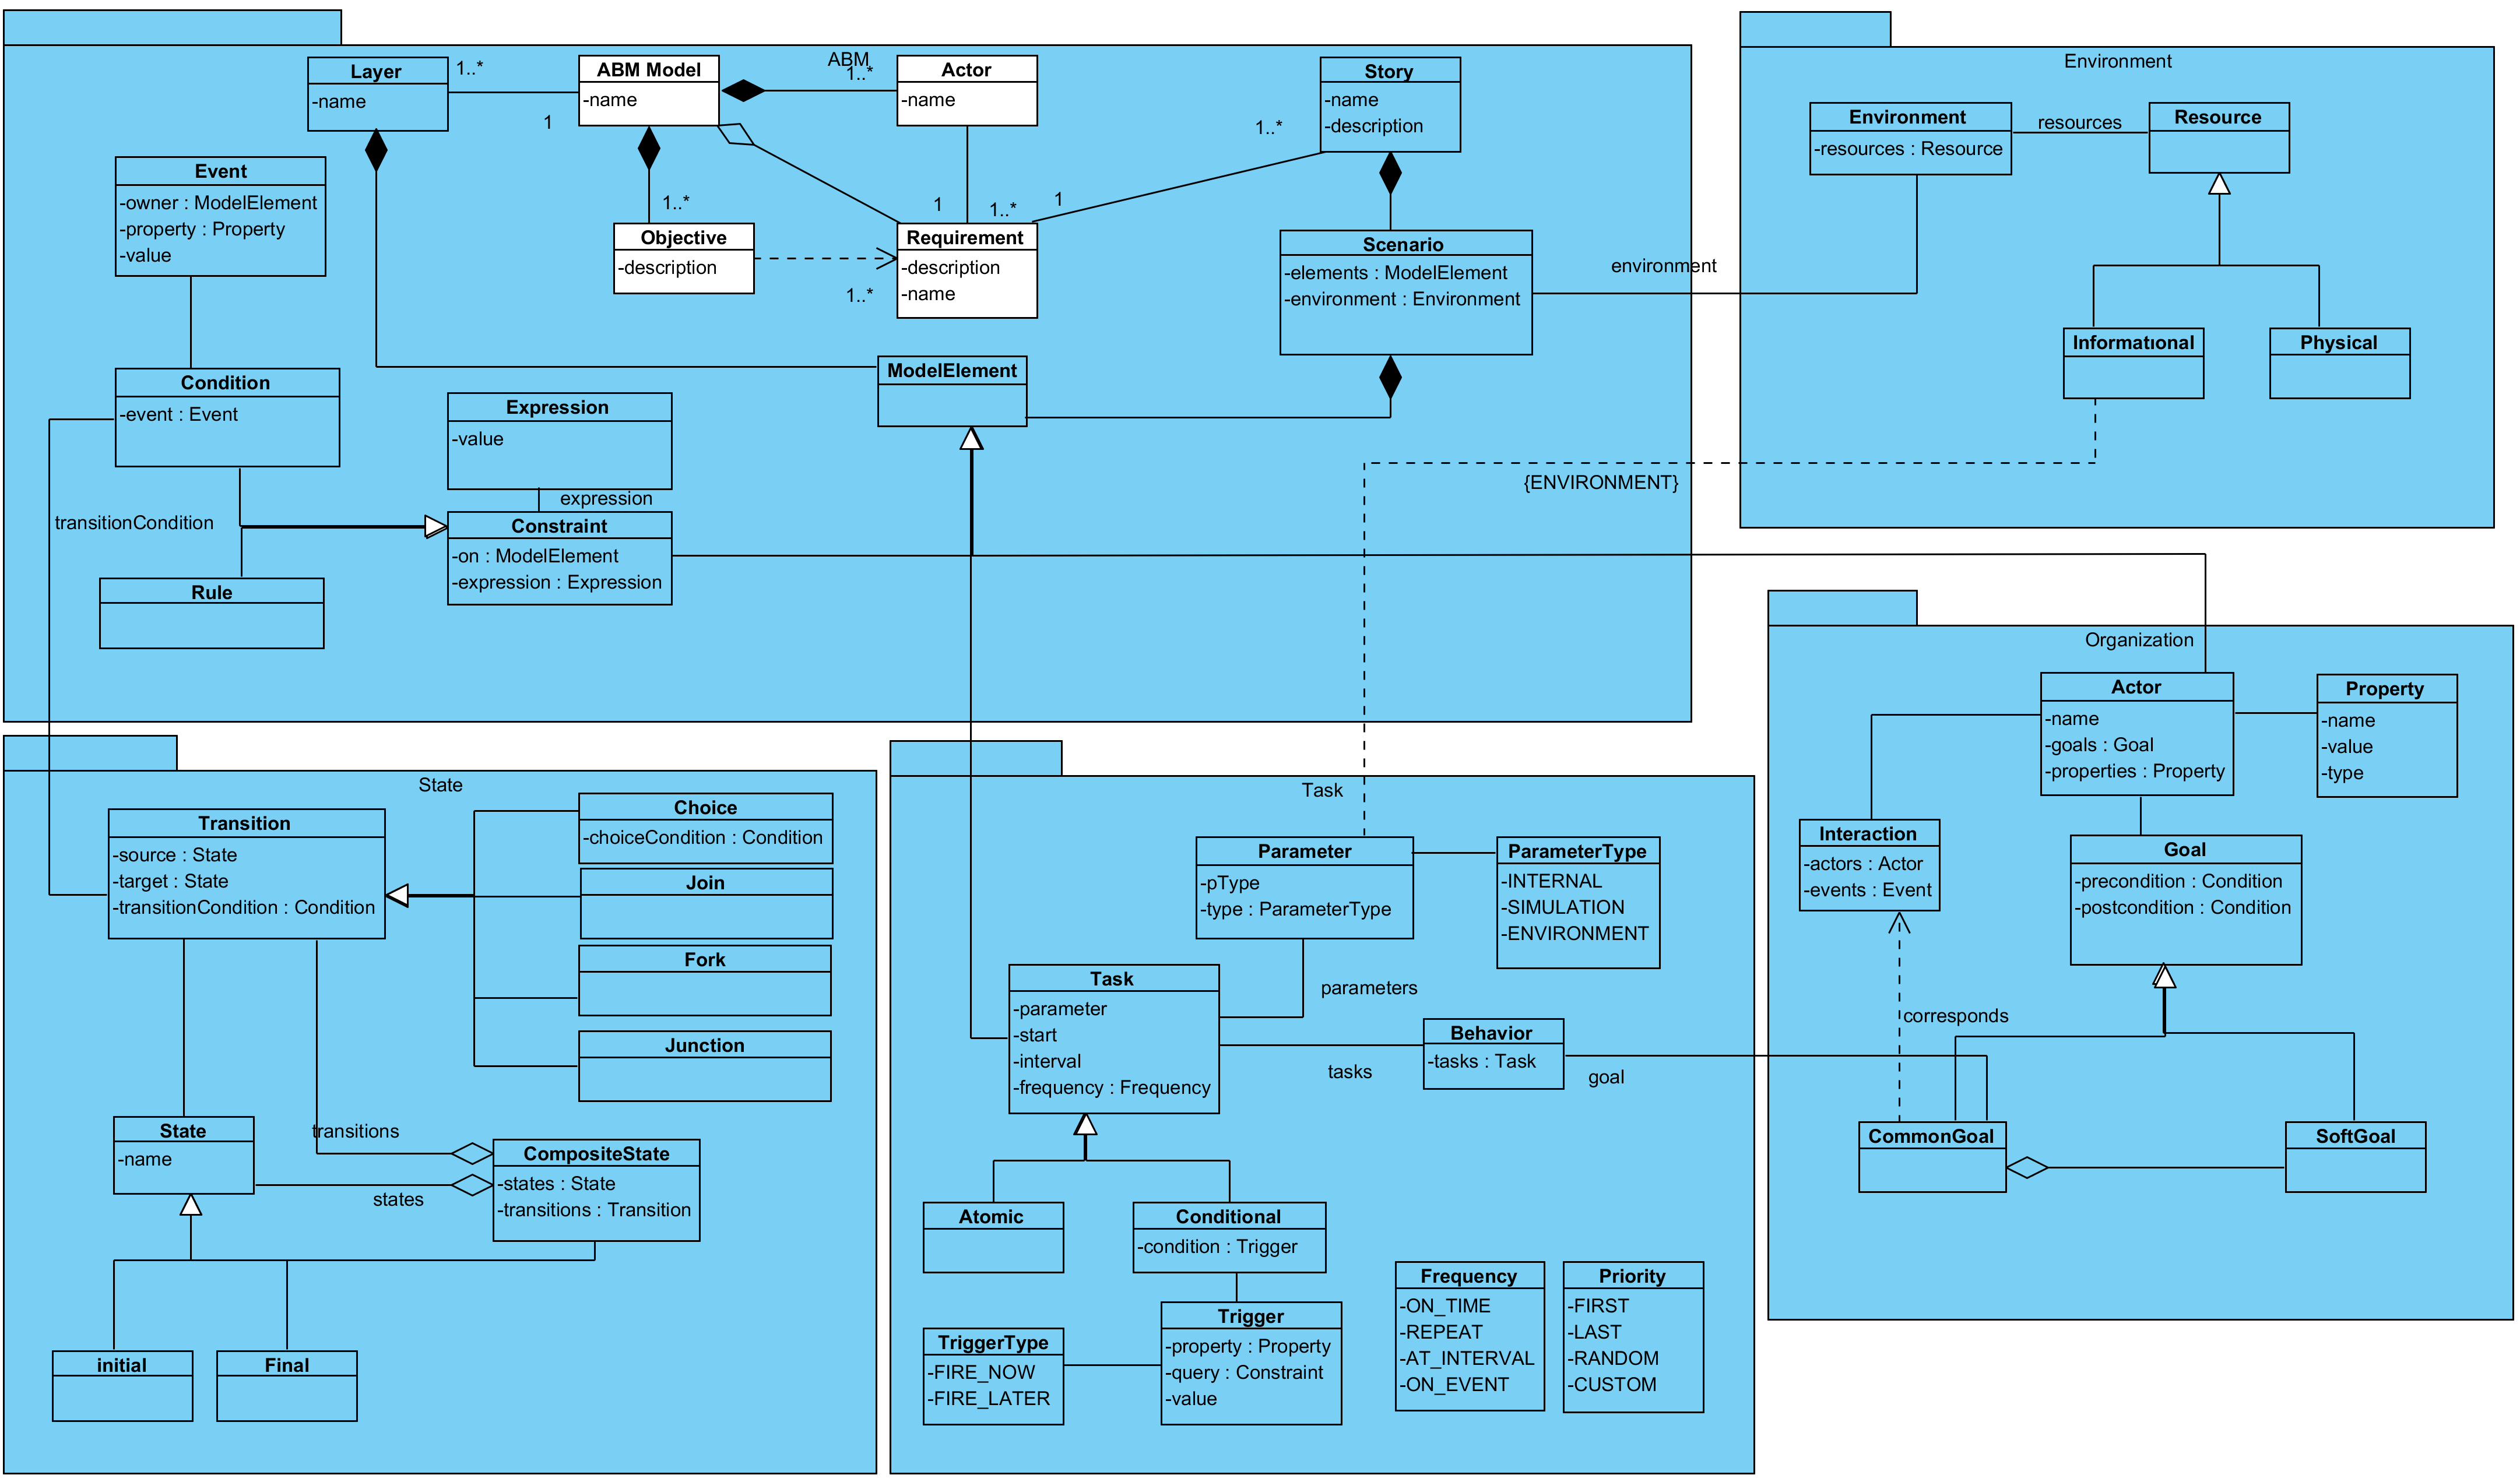 ABM
Layer
-name
1..*
1
ABM Model
-name
1..*
Actor
-name
Story
-name
-description
1..*
1
Event
-owner : ModelElement
-property : Property
-value
1..*
Objective
-description
1
1..*
Requirement
-description
-name
1..*
Scenario
-elements : ModelElement
-environment : Environment
environment
Condition
-event : Event
Expression
-value
expression
ModelElement
transitionCondition
Constraint
-on : ModelElement
-expression : Expression
Rule
Environment
Environment
-resources : Resource
resources
Resource
Informatıonal
Physical
{ENVIRONMENT}
Organization
Actor
-name
-goals : Goal
-properties : Property
Property
-name
-value
-type
Interaction
-actors : Actor
-events : Event
Goal
-precondition : Condition
-postcondition : Condition
corresponds
CommonGoal
SoftGoal
State
Transition
-source : State
-target : State
-transitionCondition : Condition
Choice
-choiceCondition : Condition
Join
Fork
Junction
State
-name
transitions
states
CompositeState
-states : State
-transitions : Transition
initial
Final
Task
Parameter
-pType
-type : ParameterType
ParameterType
-INTERNAL
-SIMULATION
-ENVIRONMENT
Task
-parameter
-start
-interval
-frequency : Frequency
parameters
tasks
Behavior
-tasks : Task
goal
Atomic
Conditional
-condition : Trigger
TriggerType
-FIRE_NOW
-FIRE_LATER
Trigger
-property : Property
-query : Constraint
-value
Frequency
-ON_TIME
-REPEAT
-AT_INTERVAL
-ON_EVENT
Priority
-FIRST
-LAST
-RANDOM
-CUSTOM